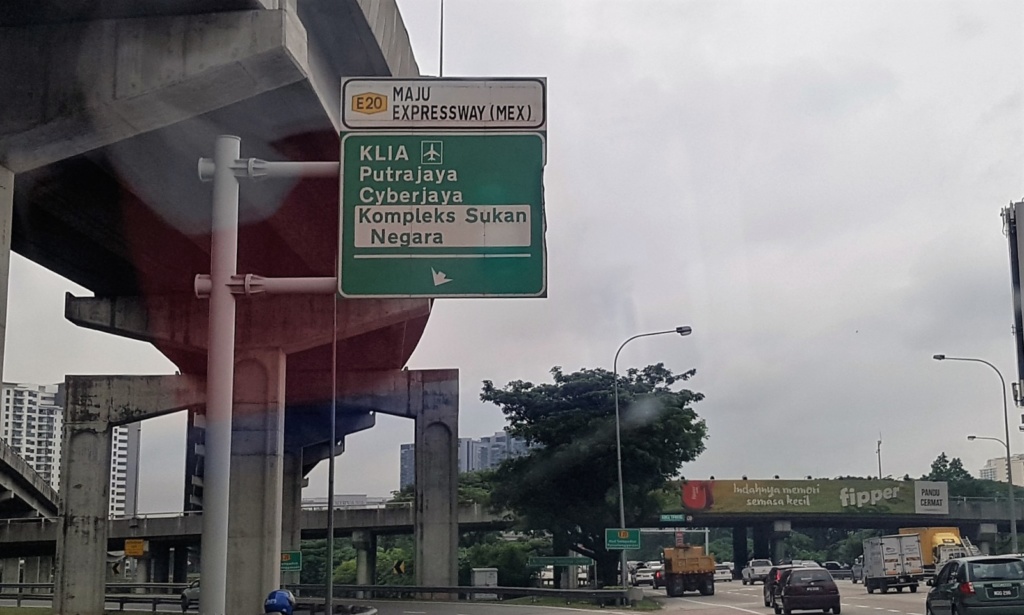 E20 MAJU
EXPRESSWAY (MEX)
KLIA
Putrajaya
Cyberjaya
Kompleks Sukan
Negara
Indahnya memori
semasa kecil
fipper
PANDU
CERMAT